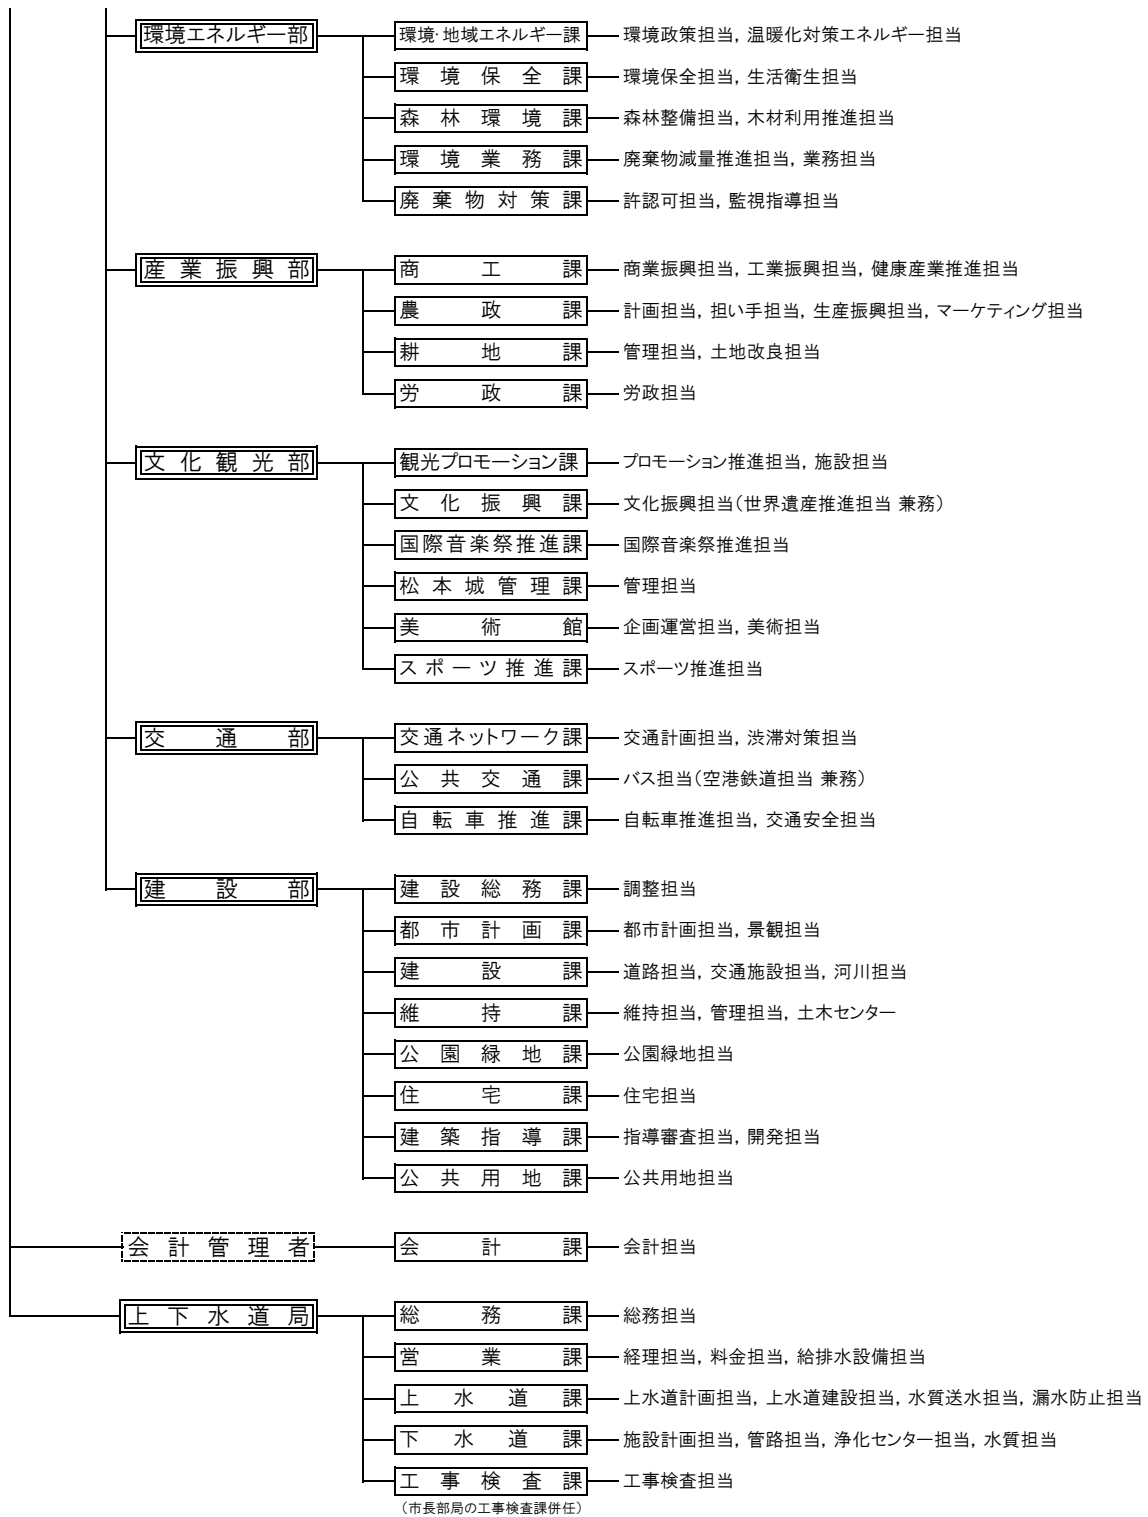 環境エネルギー部 環境・地域エネルギー課 環境政策担当，温暖化対策エネルギー担当
環境保全課 環境保全担当，生活衛生担当
森林環境課 森林整備担当，木材利用推進担当
環境業務課 廃棄物減量推進担当，業務担当
廃棄物対策課 許認可担当，監視指導担当
産業振興部 商工課 商業振興担当，工業振興担当，健康産業推進担当
農政課 計画担当，担い手担当，生産振興担当，マーケティング担当
耕地課 管理担当，土地改良担当
労政課 労政担当
文化観光部 観光プロモーション課 プロモーション推進担当，施設担当
文化振興課 文化振興担当（世界遺産推進担当 兼務）
国際音楽祭推進課 国際音楽祭推進担当
松本城管理課 管理担当
美術館 企画運営担当，美術担当
スポーツ推進課 スポーツ推進担当
交通部 交通ネットワーク課 交通計画担当，渋滞対策担当
公共交通課 バス担当（空港鉄道担当 兼務）
自転車推進課 自転車推進担当，交通安全担当
建設部 建設総務課 調整担当
都市計画課 都市計画担当，景観担当
建設課 道路担当，交通施設担当，河川担当
維持課 維持担当，管理担当，土木センター
公園緑地課 公園緑地担当
住宅課 住宅担当
建築指導課 指導審査担当，開発担当
公共用地課 公共用地担当
会計管理者 会計課 会計担当
上下水道局 総務課 総務担当
営業課 経理担当，料金担当，給排水設備担当
上水道課 上水道計画担当，上水道建設担当，水質送水担当，漏水防止担当
下水道課 施設計画担当，管路担当，浄化センター担当，水質担当
工事検査課 工事検査担当
（市長部局の工事検査課併任）